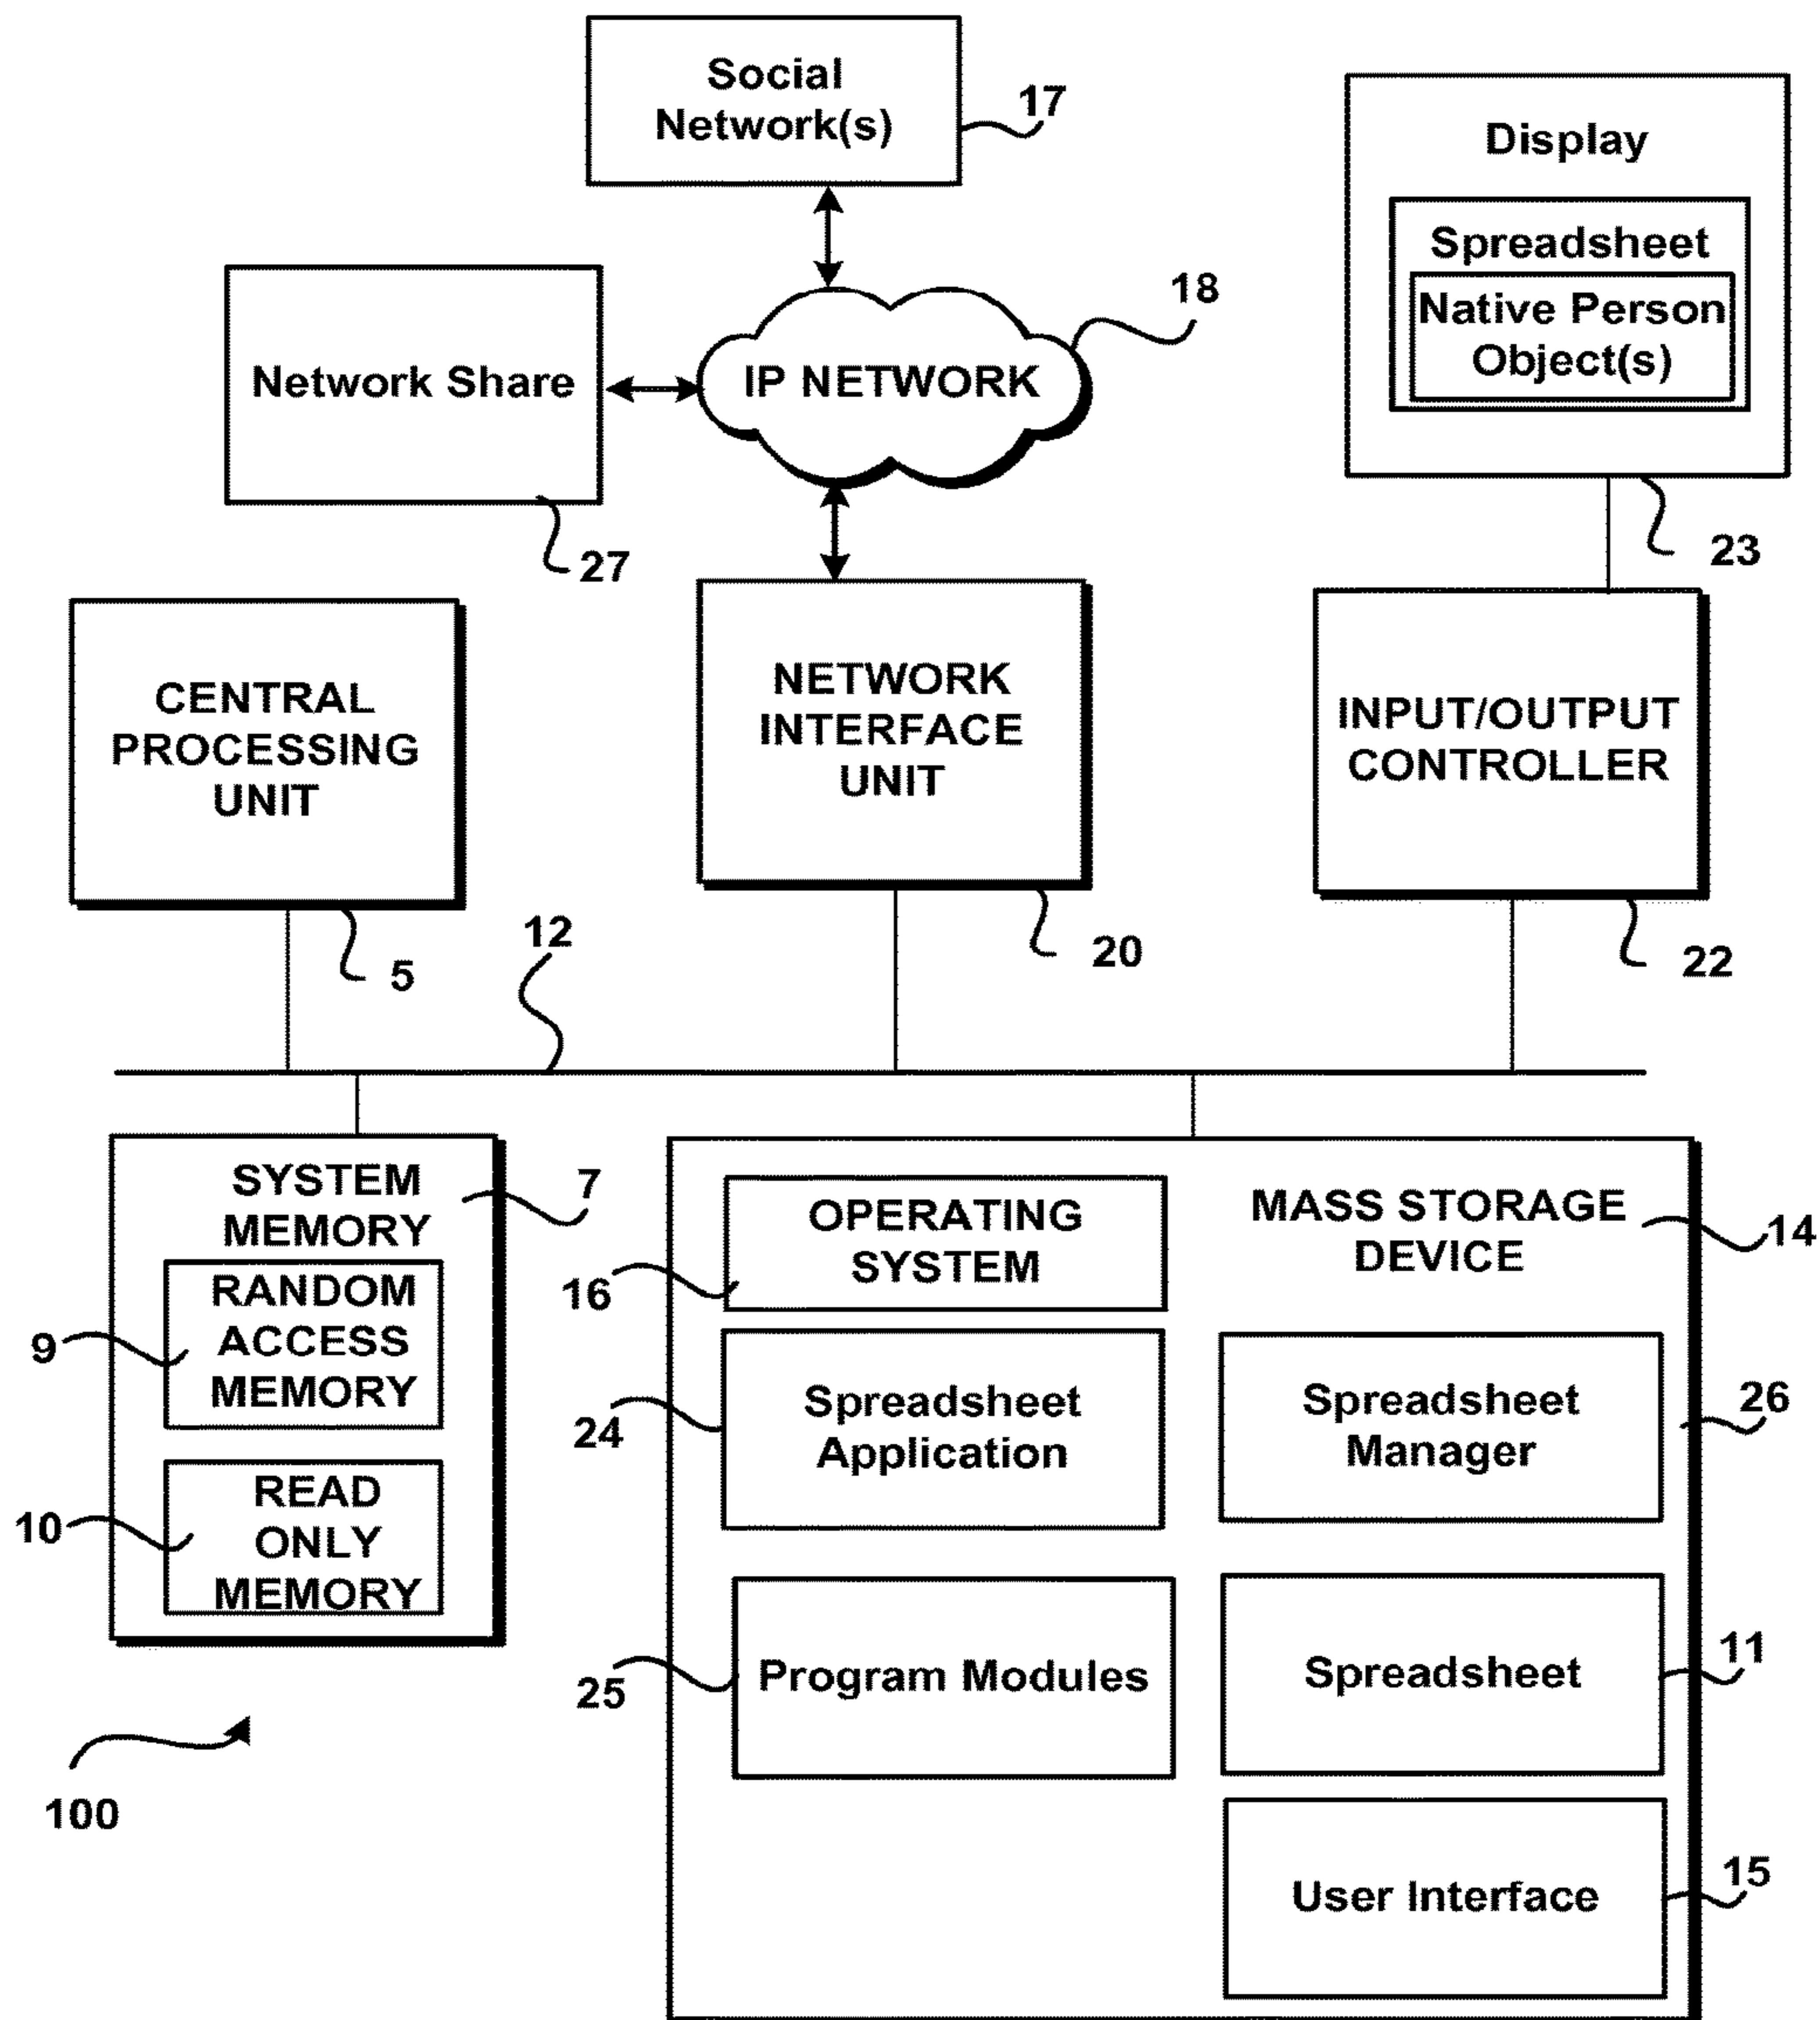 Social
Network(s)
17
Display
Spreadsheet
Native Person
Object(s)
23
Network Share
27
IP NETWORK
18
CENTRAL
PROCESSING
UNIT
5
NETWORK
INTERFACE
UNIT
20
INPUT/OUTPUT
CONTROLLER
22
12
SYSTEM
MEMORY
7
RANDOM
ACCESS
MEMORY
9
READ
ONLY
MEMORY
10
MASS STORAGE
DEVICE
14
OPERATING
SYSTEM
16
Spreadsheet
Application
24
Spreadsheet
Manager
26
Program Modules
25
Spreadsheet
11
User Interface
15
100